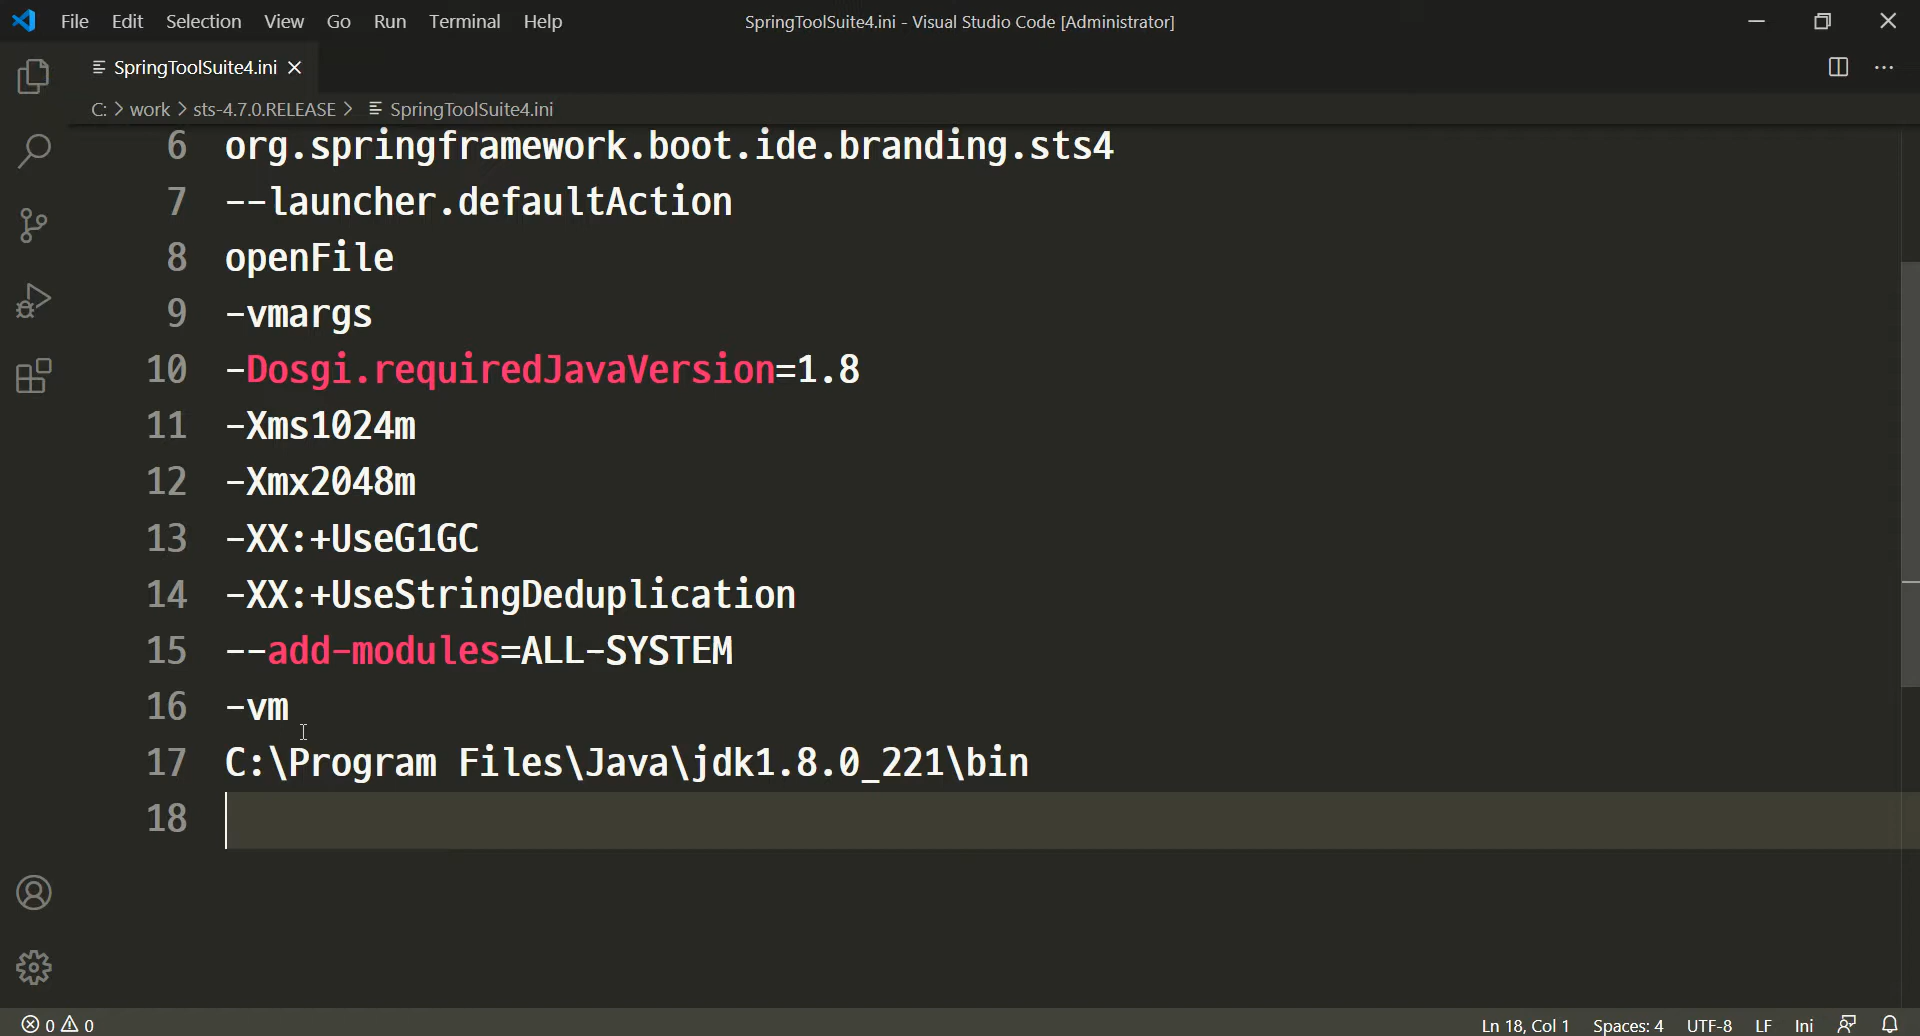 File Edit Selection View Go Run Terminal Help SpringToolSuite4.ini - Visual Studio Code [Administrator]
SpringToolSuite4.ini
C: > work > sts-4.7.0.RELEASE > SpringToolSuite4.ini
6 org.springframework.boot.ide.branding.sts4
7 --launcher.defaultAction
8 openFile
9 -vmargs
10 -Dosgi.requiredJavaVersion=1.8
11 -Xms1024m
12 -Xmx2048m
13 -XX:+UseG1GC
14 -XX:+UseStringDeduplication
15 --add-modules=ALL-SYSTEM
16 -vm
17 C:\Program Files\Java\jdk1.8.0_221\bin
18
0 0 Ln 18, Col 1 Spaces: 4 UTF-8 LF Ini